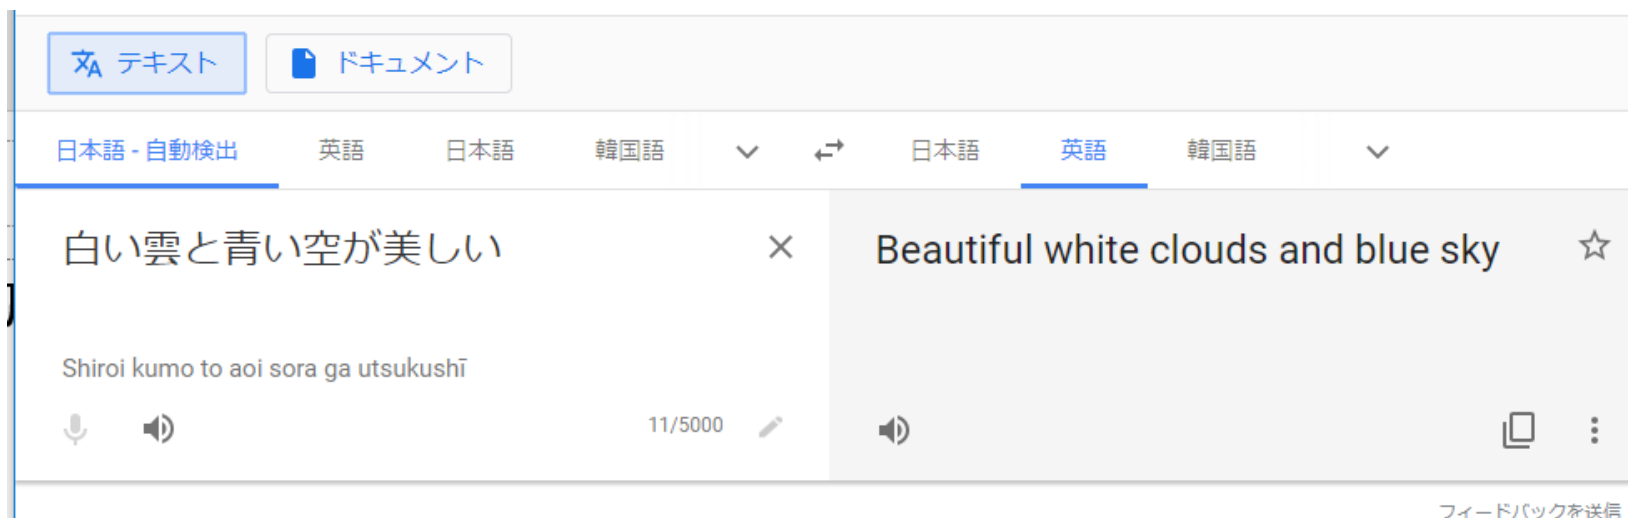 テキスト ドキュメント
日本語 - 自動検出 英語 日本語 韓国語 日本語 英語 韓国語
白い雲と青い空が美しい
Beautiful white clouds and blue sky
Shiroi kumo to aoi sora ga utsukushī
11/5000
フィードバックを送信